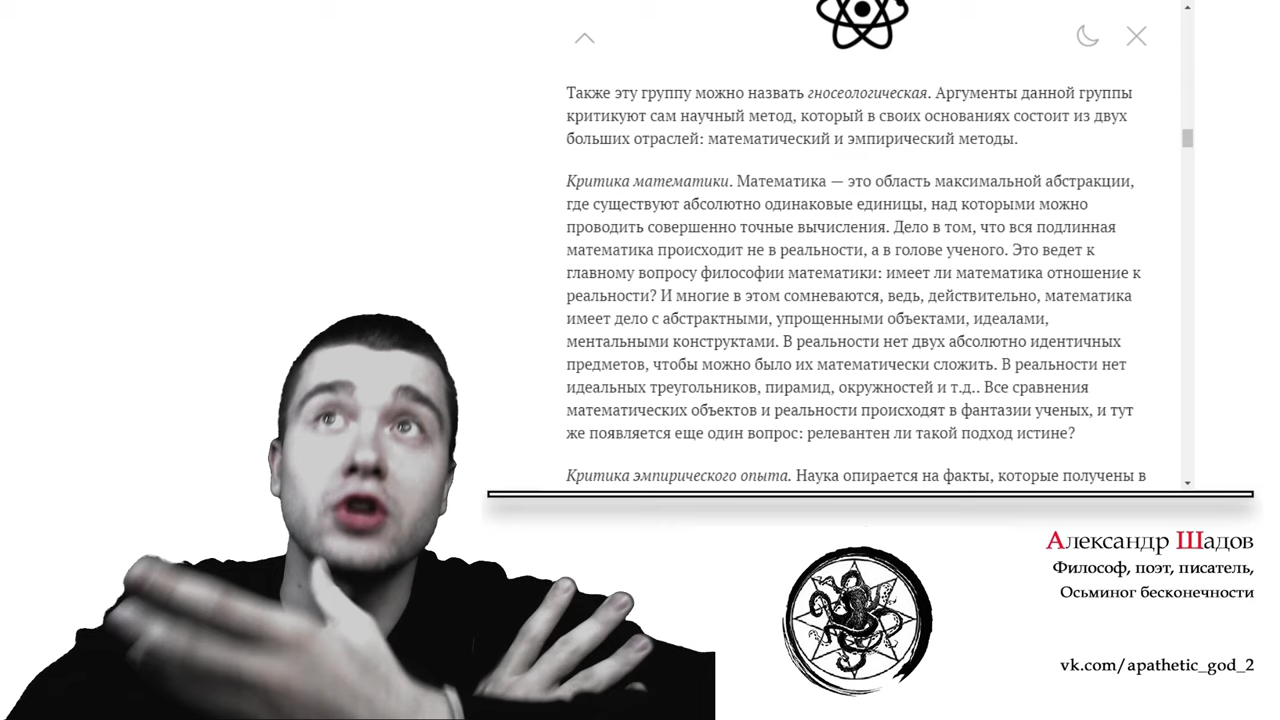 Также эту группу можно назвать гносеологическая. Аргументы данной группы
критикуют сам научный метод, который в своих основаниях состоит из двух
больших отраслей: математический и эмпирический методы.
Критика математики. Математика — это область максимальной абстракции,
где существуют абсолютно одинаковые единицы, над которыми можно
проводить совершенно точные вычисления. Дело в том, что вся подлинная
математика происходит не в реальности, а в голове ученого. Это ведет к
главному вопросу философии математики: имеет ли математика отношение к
реальности? И многие в этом сомневаются, ведь, действительно, математика
имеет дело с абстрактными, упрощенными объектами, идеалами,
ментальными конструктами. В реальности нет двух абсолютно идентичных
предметов, чтобы можно было их математически сложить. В реальности нет
идеальных треугольников, пирамид, окружностей и т.д.. Все сравнения
математических объектов и реальности происходят в фантазии ученых, и тут
же появляется еще один вопрос: релевантен ли такой подход истине?
Критика эмпирического опыта. Наука опирается на факты, которые получены в
Александр Шадов
Философ, поэт, писатель,
Осьминог бесконечности
vk.com/apathetic_god_2